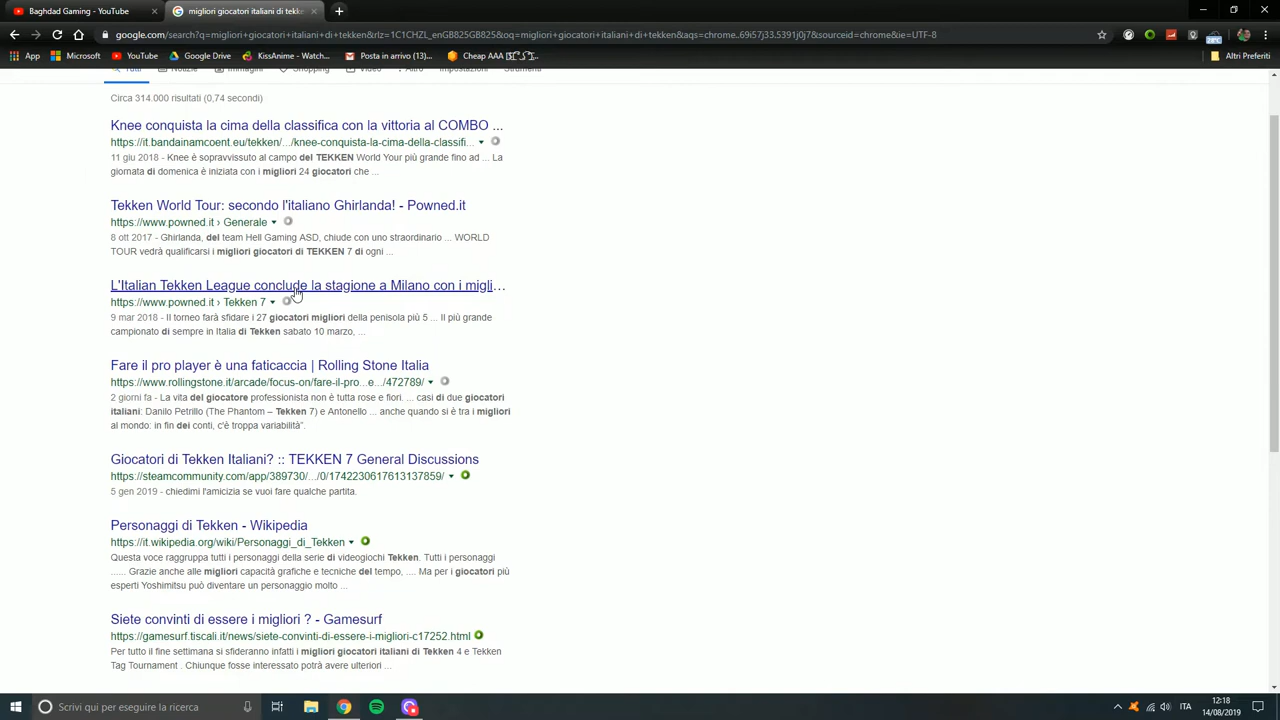 Baghdad Gaming - YouTube
migliori giocatori italiani di tekke
google.com/search?q=migliori+giocatori+italiani+di+tekken&rlz=1C1CHZL_enGB825GB825&oq=migliori+giocatori+italiani+di+tekken&aqs=chrome..69i57j33.5391j0j7&sourceid=chrome&ie=UTF-8
App
Microsoft
YouTube
Google Drive
KissAnime - Watch...
Posta in arrivo (13)...
Cheap AAA
Altri Preferiti
Tutti Notizie Immagini Shopping Video Altro Impostazioni Strumenti
Circa 314.000 risultati (0,74 secondi)
Knee conquista la cima della classifica con la vittoria al COMBO ...
https://it.bandainamcoent.eu/tekken/.../knee-conquista-la-cima-della-classifi...
11 giu 2018 - Knee è sopravvissuto al campo del TEKKEN World Your più grande fino ad ... La
giornata di domenica è iniziata con i migliori 24 giocatori che ...
Tekken World Tour: secondo l'italiano Ghirlanda! - Powned.it
https://www.powned.it › Generale
8 ott 2017 - Ghirlanda, del team Hell Gaming ASD, chiude con uno straordinario ... WORLD
TOUR vedrà qualificarsi i migliori giocatori di TEKKEN 7 di ogni ...
L'Italian Tekken League conclude la stagione a Milano con i migli...
https://www.powned.it › Tekken 7
9 mar 2018 - Il torneo farà sfidare i 27 giocatori migliori della penisola più 5 ... Il più grande
campionato di sempre in Italia di Tekken sabato 10 marzo, ...
Fare il pro player è una faticaccia | Rolling Stone Italia
https://www.rollingstone.it/arcade/focus-on/fare-il-pro...e.../472789/
2 giorni fa - La vita del giocatore professionista non è tutta rose e fiori. ... casi di due giocatori
italiani: Danilo Petrillo (The Phantom – Tekken 7) e Antonello ... anche quando si è tra i migliori
al mondo: in fin dei conti, c'è troppa variabilità".
Giocatori di Tekken Italiani? :: TEKKEN 7 General Discussions
https://steamcommunity.com/app/389730/.../0/1742230617613137859/
5 gen 2019 - chiedimi l'amicizia se vuoi fare qualche partita.
Personaggi di Tekken - Wikipedia
https://it.wikipedia.org/wiki/Personaggi_di_Tekken
Questa voce raggruppa tutti i personaggi della serie di videogiochi Tekken. Tutti i personaggi
...... Grazie anche alle migliori capacità grafiche e tecniche del tempo, .... Ma per i giocatori più
esperti Yoshimitsu può diventare un personaggio molto ...
Siete convinti di essere i migliori ? - Gamesurf
https://gamesurf.tiscali.it/news/siete-convinti-di-essere-i-migliori-c17252.html
Per tutto il fine settimana si sfideranno infatti i migliori giocatori italiani di Tekken 4 e Tekken
Tag Tournament . Chiunque fosse interessato potrà avere ulteriori ...
Scrivi qui per eseguire la ricerca
ITA
12:18
14/08/2019